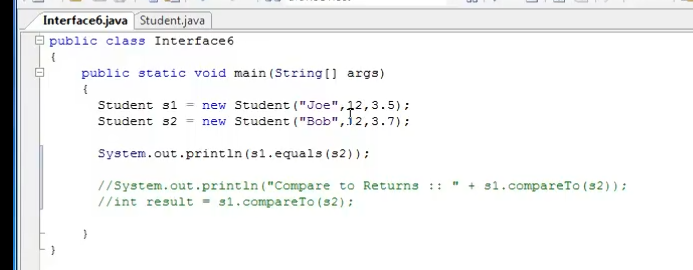 Interface6.java Student.java
public class Interface6
{
public static void main(String[] args)
{
Student s1 = new Student("Joe",12,3.5);
Student s2 = new Student("Bob",12,3.7);
System.out.println(s1.equals(s2));
//System.out.println("Compare to Returns :: " + s1.compareTo(s2));
//int result = s1.compareTo(s2);
}
}